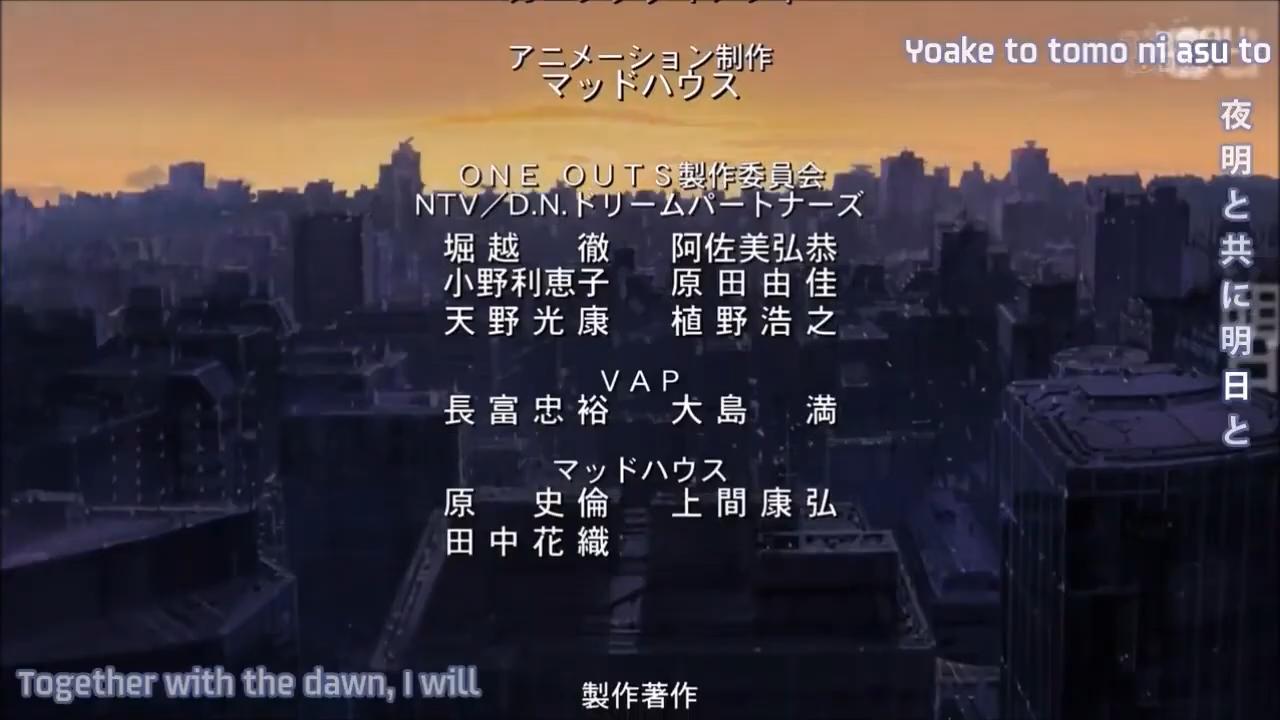 アニメーション制作
マッドハウス
Yoake to tomo ni asu to
夜明と共に明日と
ONE OUTS製作委員会
NTV／D.N.ドリームパートナーズ
堀越　徹　阿佐美弘恭
小野利恵子　原田由佳
天野光康　植野浩之
VAP
長富忠裕　大島　満
マッドハウス
原　史倫　上間康弘
田中花織
Together with the dawn, I will
製作著作